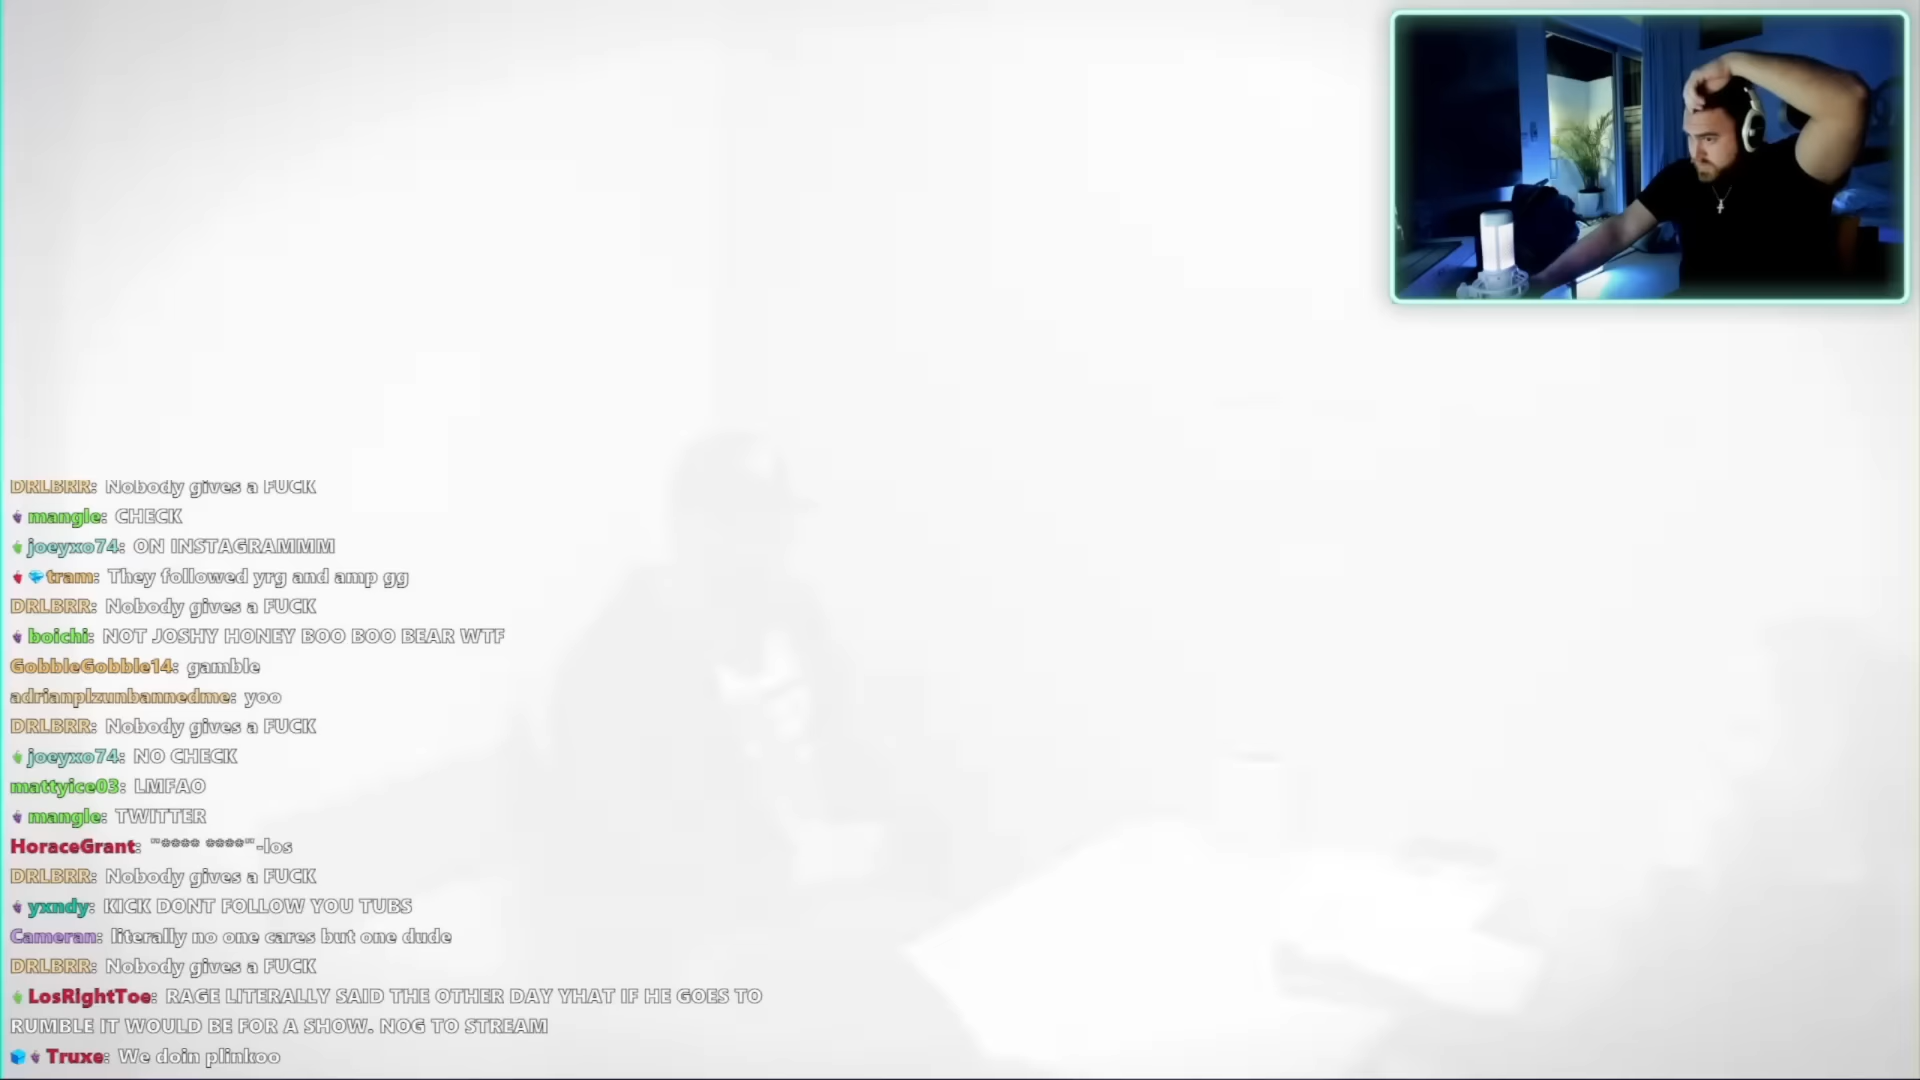 DRLBRR: Nobody gives a FUCK
mangle: CHECK
joeyxo74: ON INSTAGRAMMM
tram: They followed yrg and amp gg
DRLBRR: Nobody gives a FUCK
boichi: NOT JOSHY HONEY BOO BOO BEAR WTF
GobbleGobble14: gamble
adrianplzunbannedme: yoo
DRLBRR: Nobody gives a FUCK
joeyxo74: NO CHECK
mattyice03: LMFAO
mangle: TWITTER
HoraceGrant: "**** ****"-los
DRLBRR: Nobody gives a FUCK
yxndy: KICK DONT FOLLOW YOU TUBS
Cameran: literally no one cares but one dude
DRLBRR: Nobody gives a FUCK
LosRightToe: RAGE LITERALLY SAID THE OTHER DAY YHAT IF HE GOES TO
RUMBLE IT WOULD BE FOR A SHOW. NOG TO STREAM
Truxe: We doin plinkoo